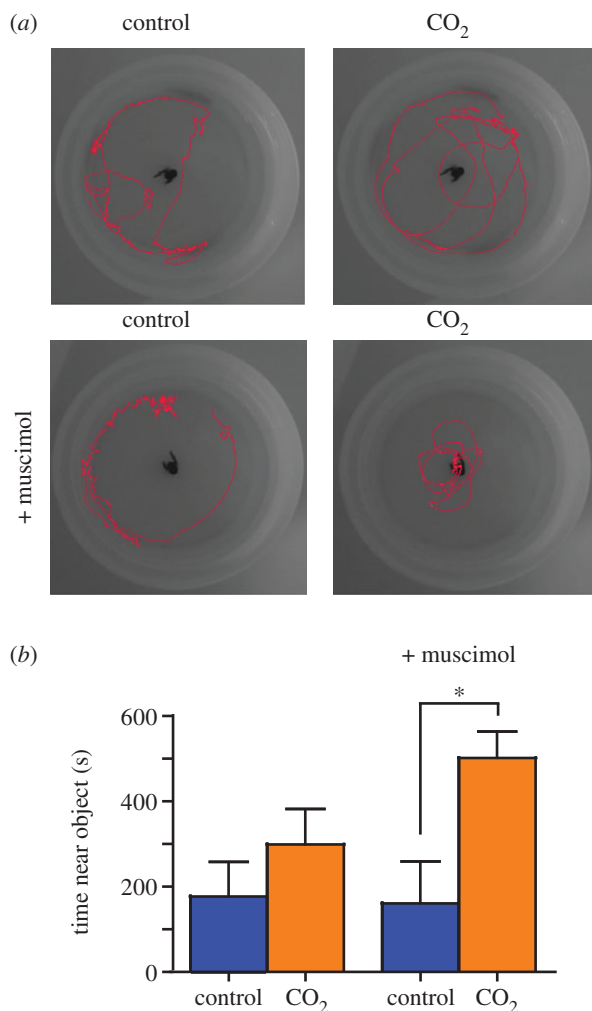 (a)
control CO₂
control CO₂
+ muscimol
(b)
+ muscimol
*
600
400
200
0
time near object (s)
control CO₂ control CO₂